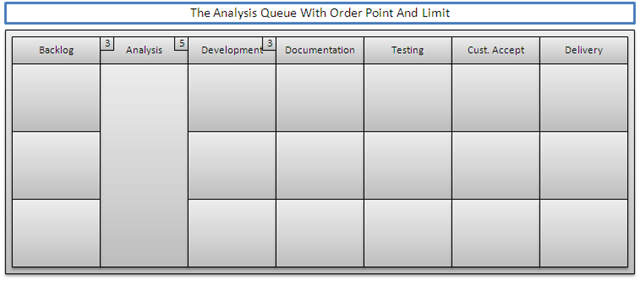 The Analysis Queue With Order Point And Limit
Backlog 3 Analysis 5 Development 3 Documentation Testing Cust. Accept Delivery